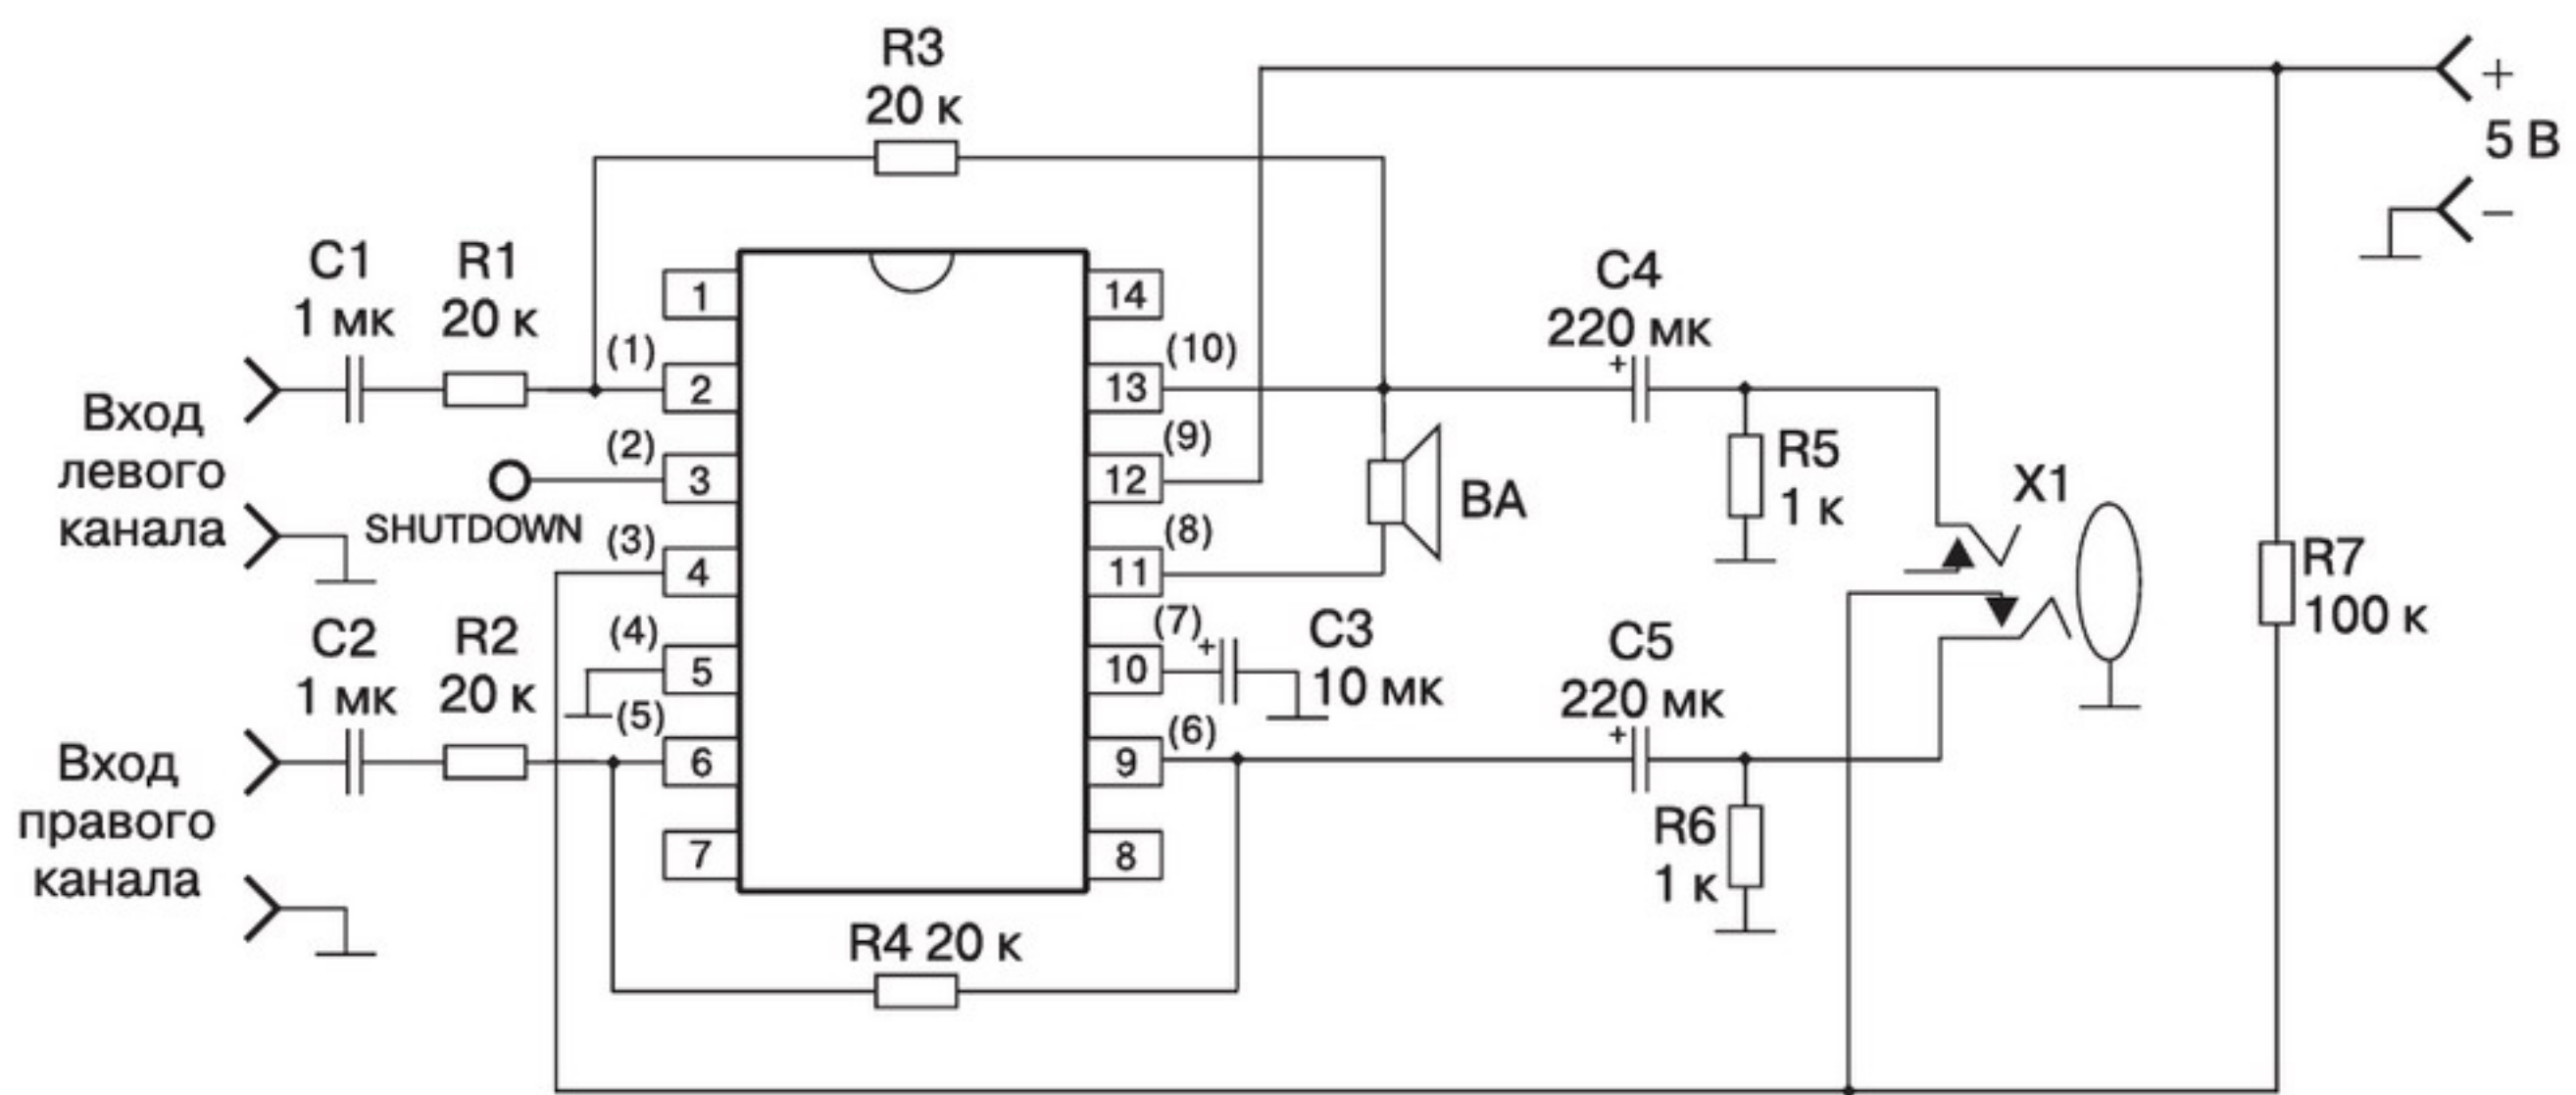 R3
20 к
+
5 В
−
C1
1 мк
R1
20 к
C4
220 мк
+
1
14
(1)
2
(10)
13
Вход
левого
канала
(2)
3
SHUTDOWN
(9)
12
BA
R5
1 к
X1
(3)
4
(8)
11
R7
100 к
C2
1 мк
R2
20 к
(4)
5
(7)
+
10
C3
10 мк
C5
220 мк
+
(5)
6
(6)
9
Вход
правого
канала
7
8
R6
1 к
R4 20 к